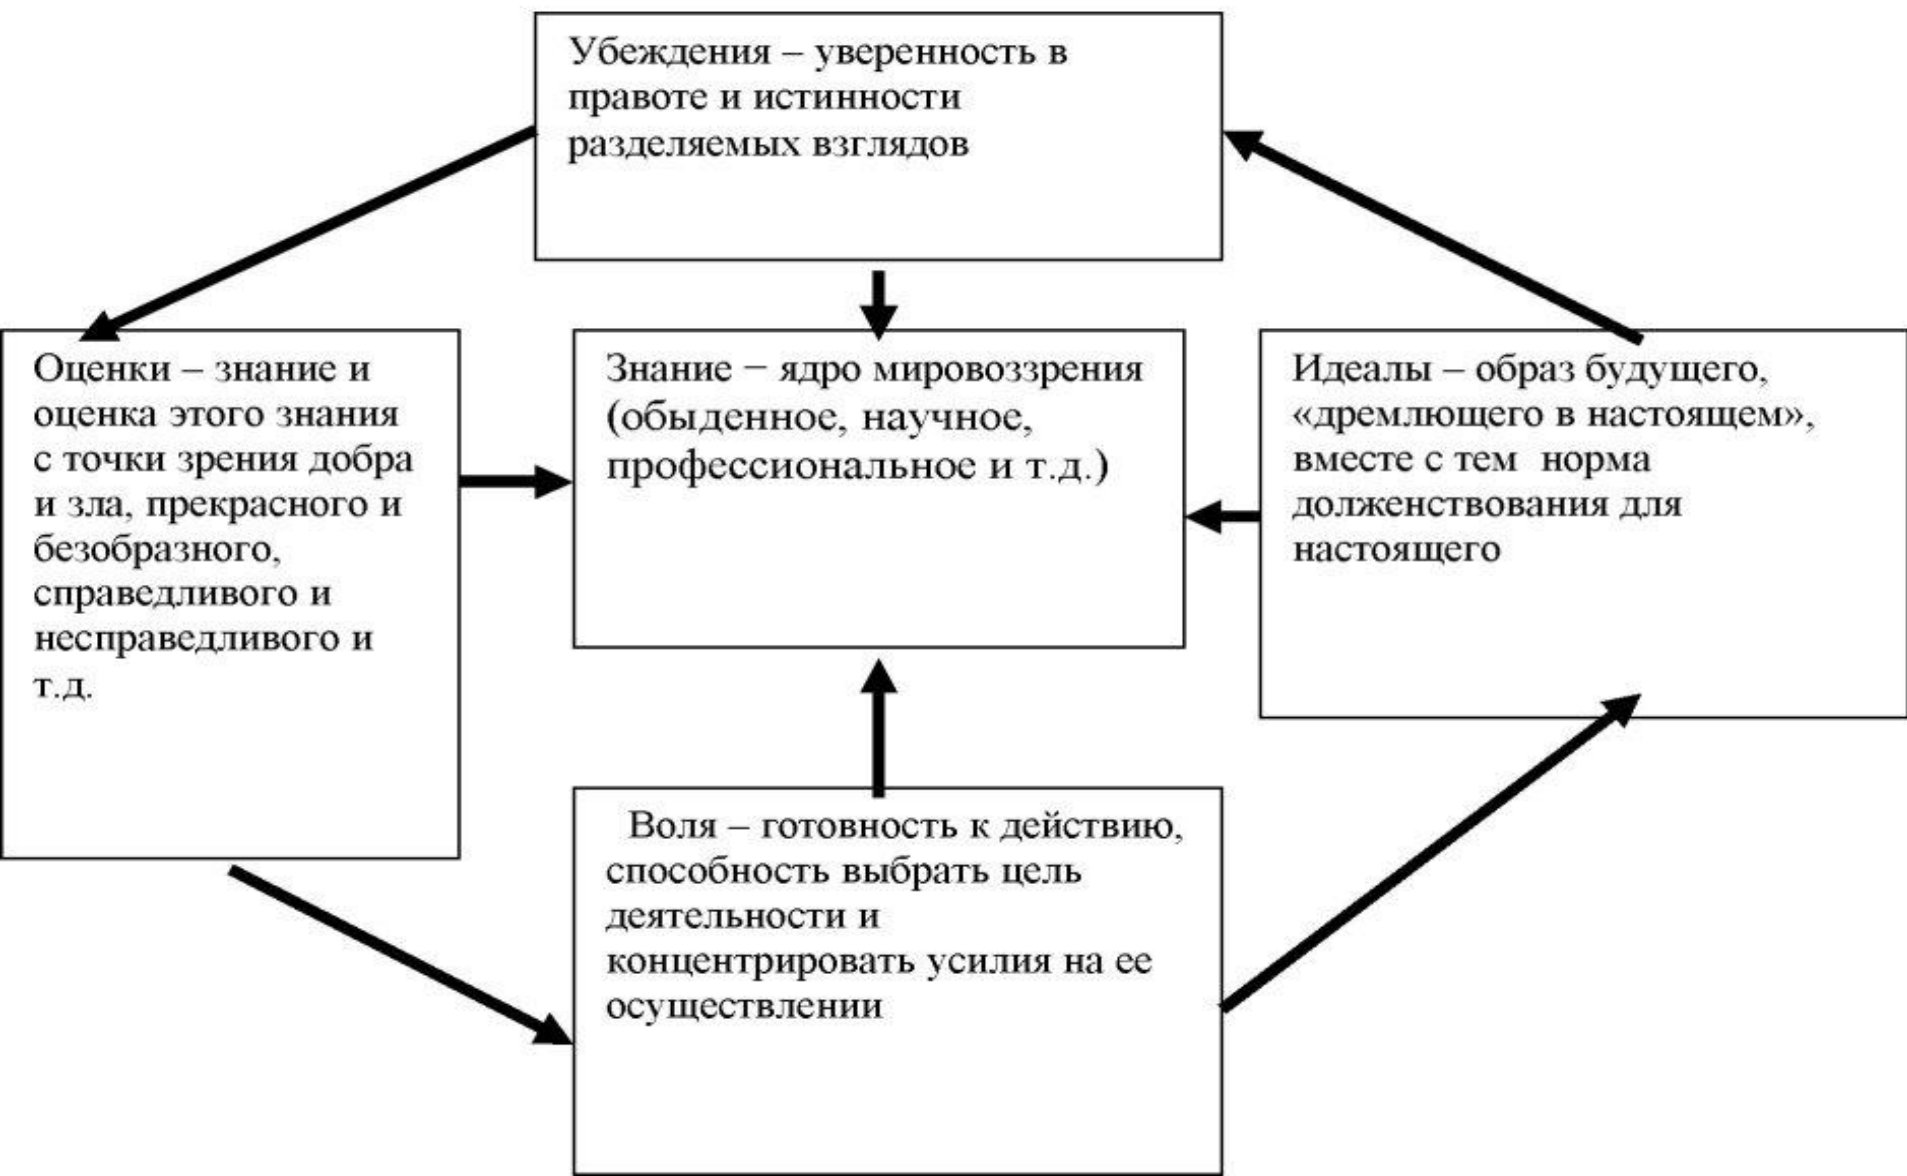 Убеждения – уверенность в
правоте и истинности
разделяемых взглядов
Оценки – знание и
оценка этого знания
с точки зрения добра
и зла, прекрасного и
безобразного,
справедливого и
несправедливого и
т.д.
Знание − ядро мировоззрения
(обыденное, научное,
профессиональное и т.д.)
Идеалы – образ будущего,
«дремлющего в настоящем»,
вместе с тем  норма
долженствования для
настоящего
Воля – готовность к действию,
способность выбрать цель
деятельности и
концентрировать усилия на ее
осуществлении